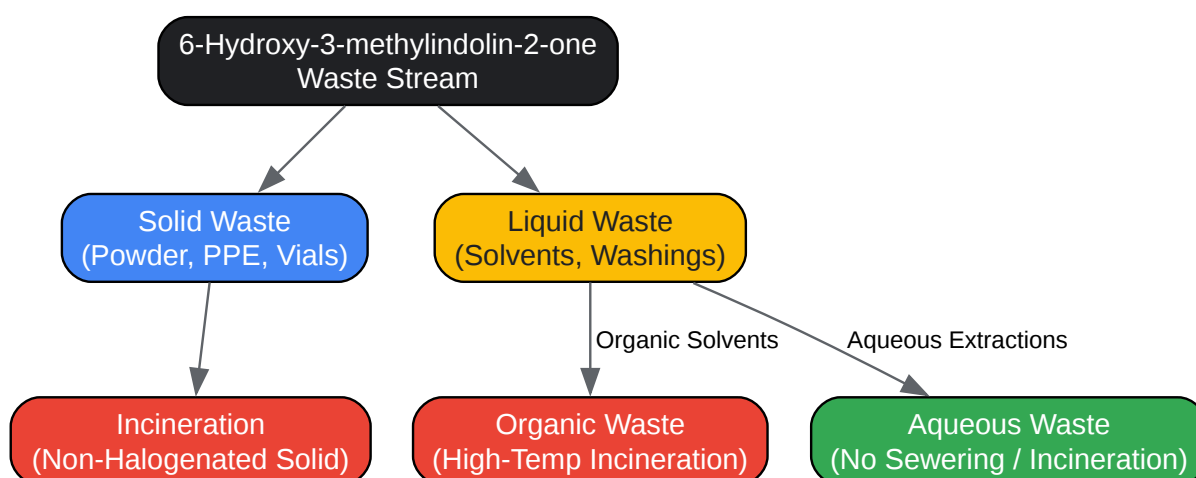 6-Hydroxy-3-methylindolin-2-one
Waste Stream
Solid Waste
(Powder, PPE, Vials)
Liquid Waste
(Solvents, Washings)
Organic Solvents
Aqueous Extractions
Incineration
(Non-Halogenated Solid)
Organic Waste
(High-Temp Incineration)
Aqueous Waste
(No Sewering / Incineration)